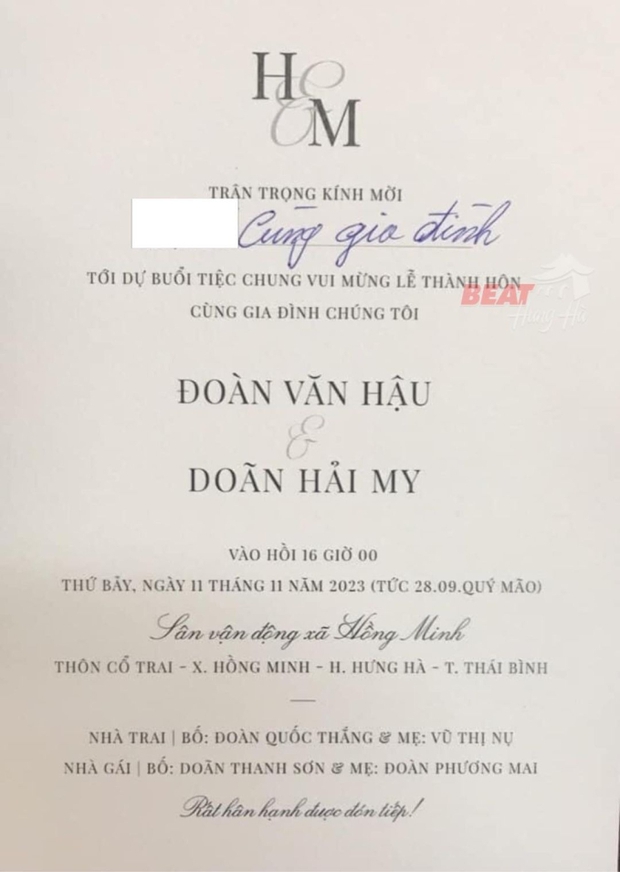 H
&
M
TRÂN TRỌNG KÍNH MỜI
Cùng gia đình
TỚI DỰ BUỔI TIỆC CHUNG VUI MỪNG LỄ THÀNH HÔN
BEAT
Hưng Hà
CÙNG GIA ĐÌNH CHÚNG TÔI
ĐOÀN VĂN HẬU
&
DOÃN HẢI MY
VÀO HỒI 16 GIỜ 00
THỨ BẢY, NGÀY 11 THÁNG 11 NĂM 2023 (TỨC 28.09.QUÝ MÃO)
Sân vận động xã Hồng Minh
THÔN CỔ TRAI - X. HỒNG MINH - H. HƯNG HÀ - T. THÁI BÌNH
NHÀ TRAI | BỐ: ĐOÀN QUỐC THẮNG & MẸ: VŨ THỊ NỤ
NHÀ GÁI | BỐ: DOÃN THANH SƠN & MẸ: ĐOÀN PHƯƠNG MAI
Rất hân hạnh được đón tiếp!